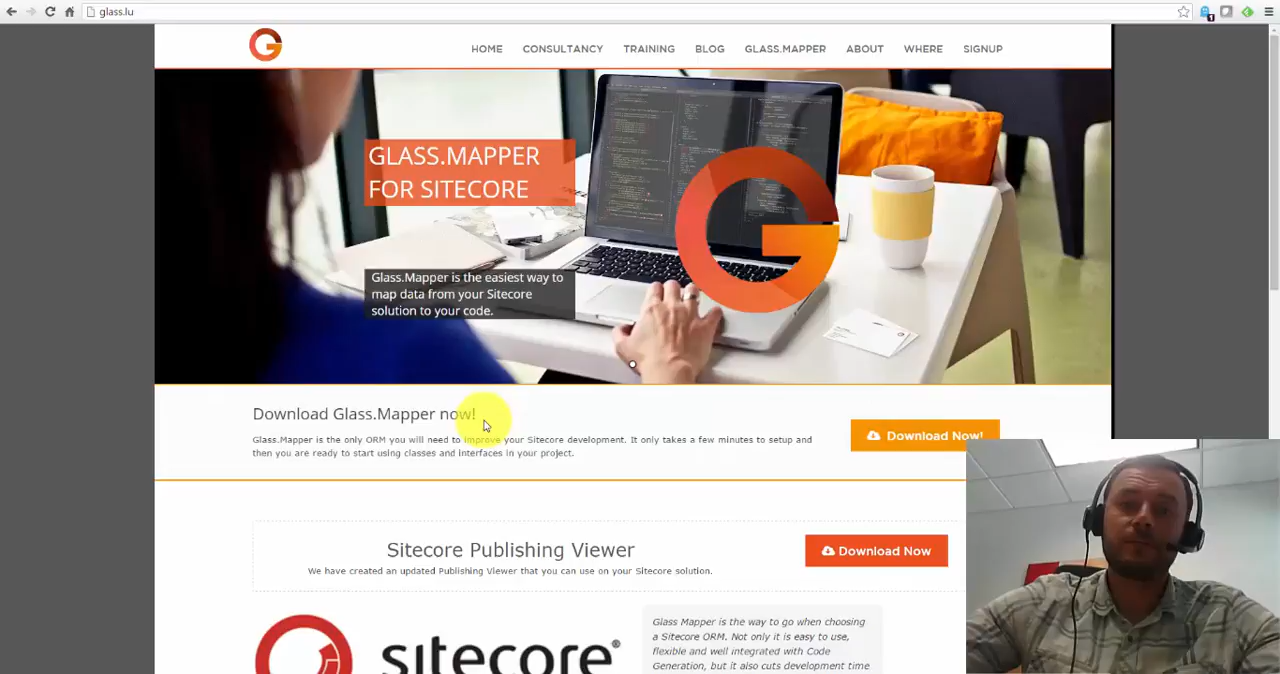 glass.lu
1
HOME CONSULTANCY TRAINING BLOG GLASS.MAPPER ABOUT WHERE SIGNUP
GLASS.MAPPER
FOR SITECORE
Glass.Mapper is the easiest way to
map data from your Sitecore
solution to your code.
Download Glass.Mapper now!
Glass.Mapper is the only ORM you will need to improve your Sitecore development. It only takes a few minutes to setup and
then you are ready to start using classes and interfaces in your project.
Download Now!
Sitecore Publishing Viewer
We have created an updated Publishing Viewer that you can use on your Sitecore solution.
Download Now
sitecore®
Glass Mapper is the way to go when choosing
a Sitecore ORM. Not only it is easy to use,
flexible and well integrated with Code
Generation, but it also cuts development time